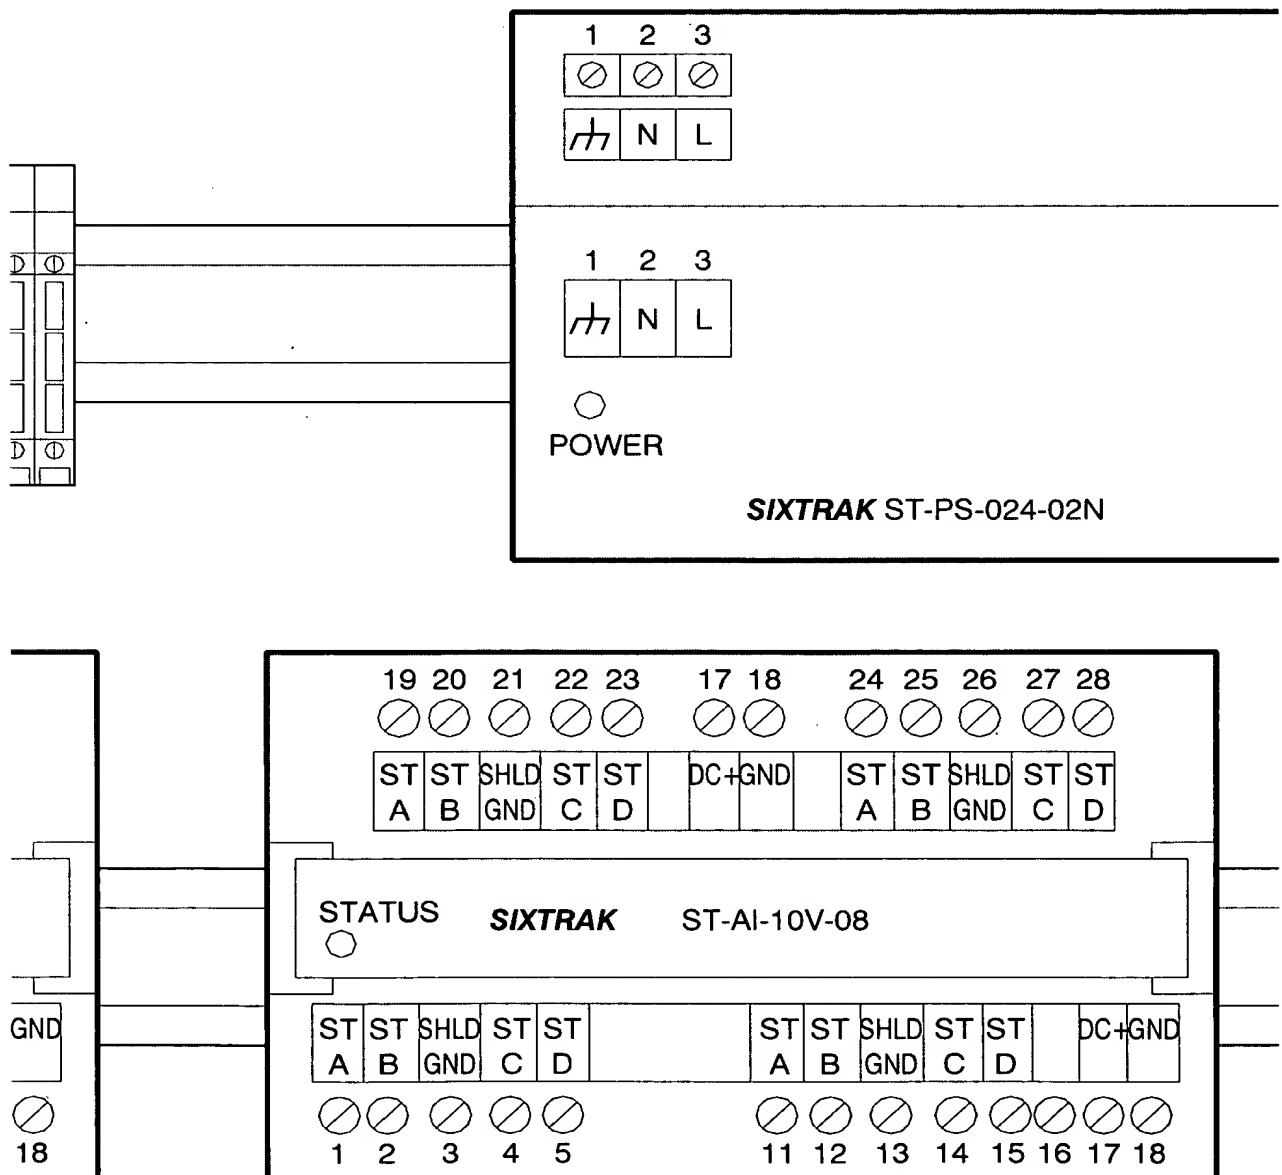 1 2 3
N L
1 2 3
N L
POWER
SIXTRAK ST-PS-024-02N
19 20 21 22 23 17 18 24 25 26 27 28
ST ST SHLD ST ST DC+ GND ST ST SHLD ST ST
A B GND C D A B GND C D
STATUS SIXTRAK ST-AI-10V-08
GND ST ST SHLD ST ST ST ST SHLD ST ST DC+ GND
A B GND C D A B GND C D
18 1 2 3 4 5 11 12 13 14 15 16 17 18